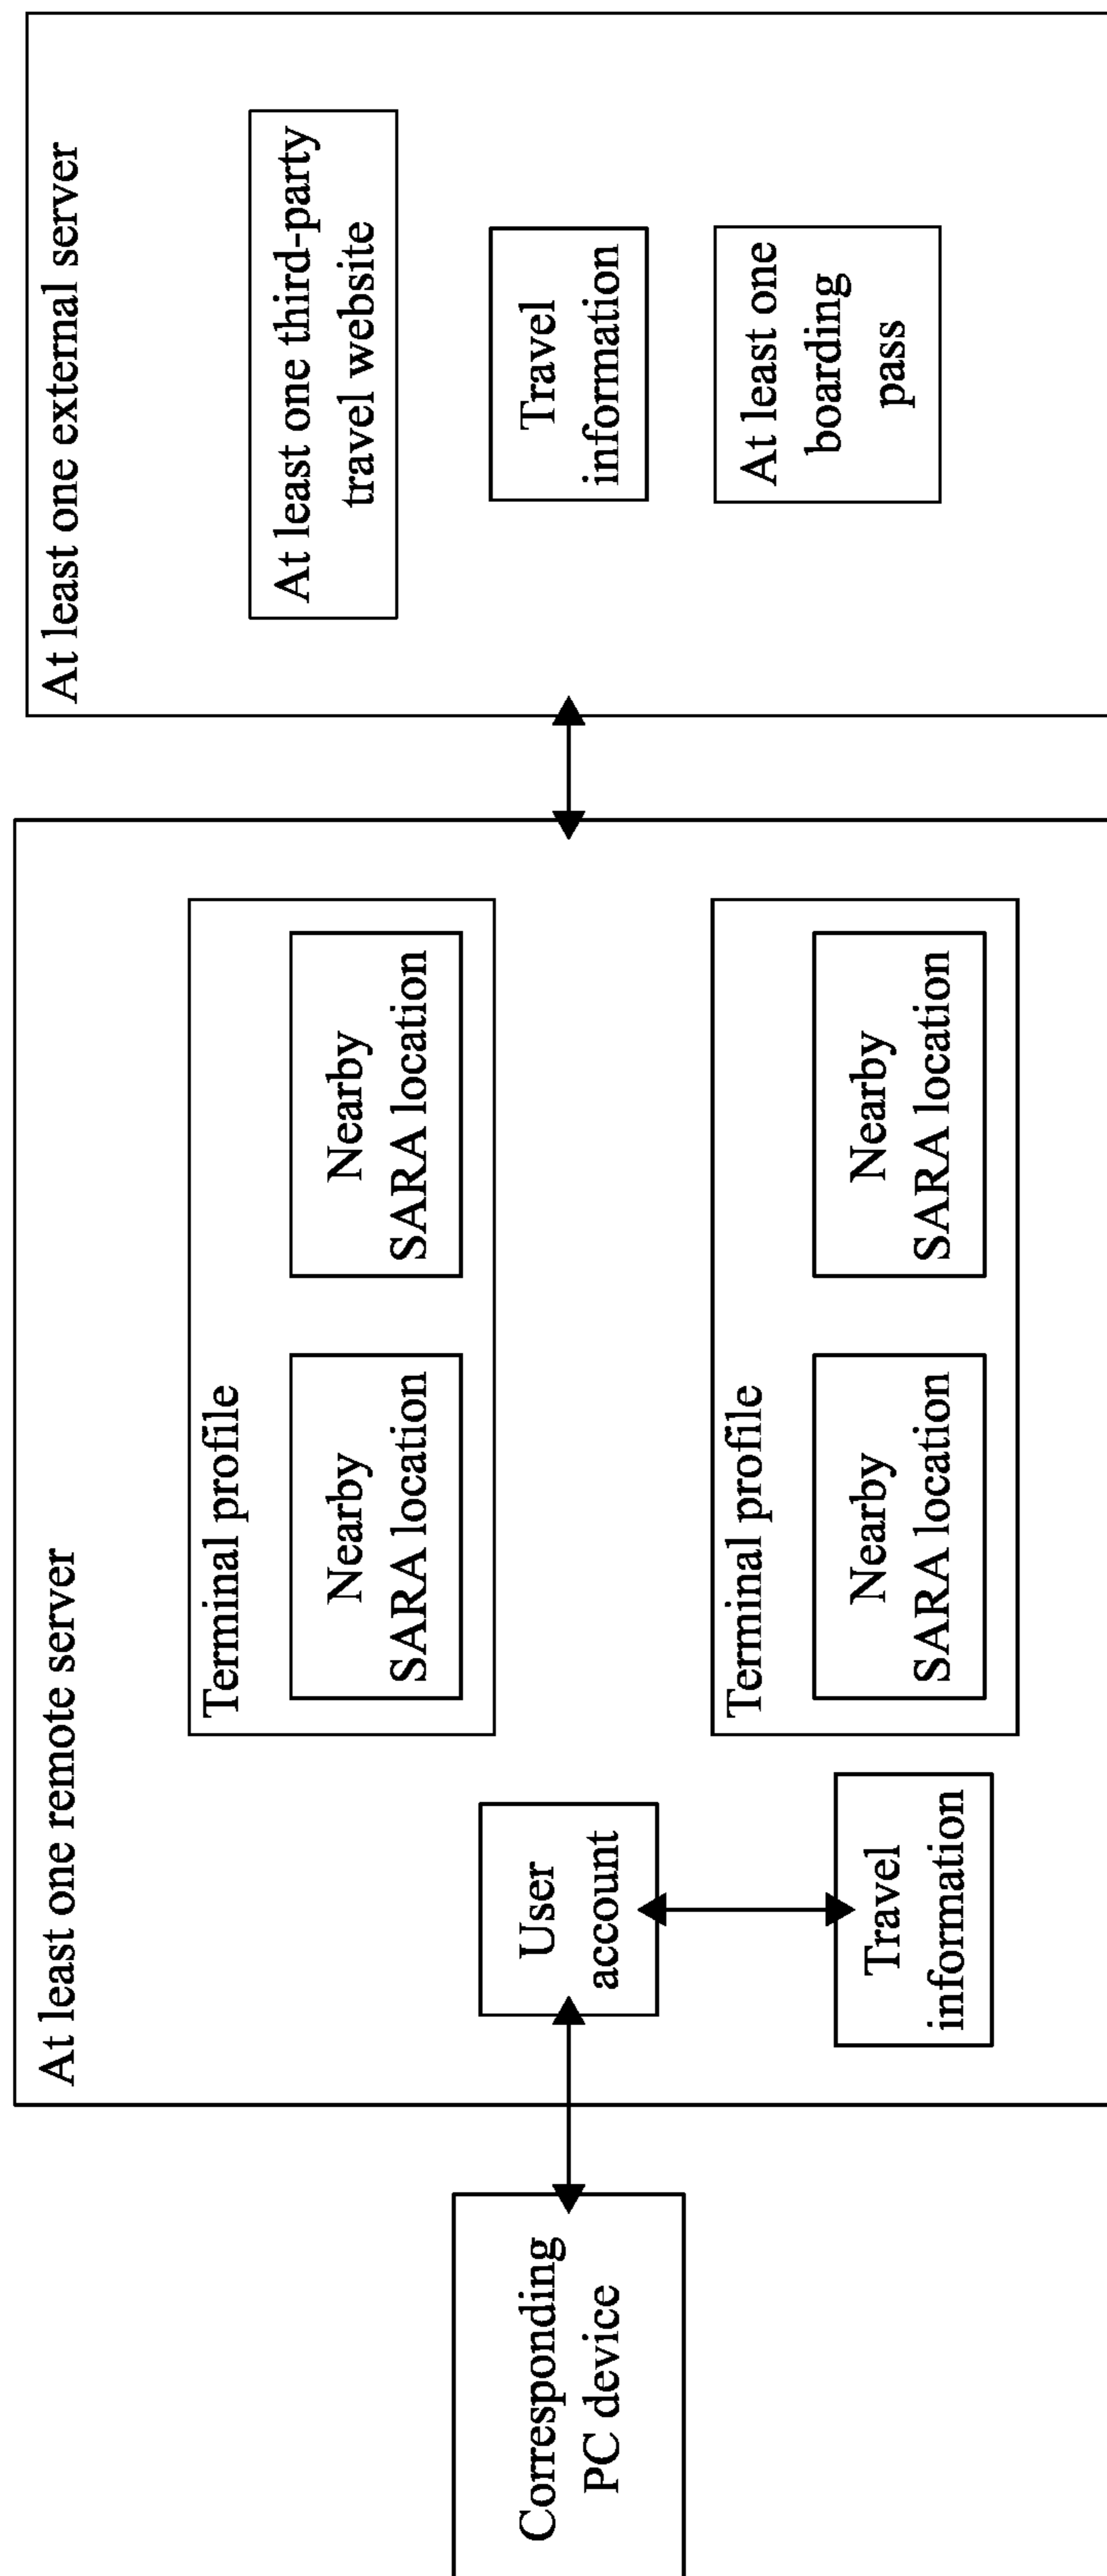 Corresponding
PC device
At least one remote server
User
account
Travel
information
Terminal profile
Nearby
SARA location
Nearby
SARA location
Terminal profile
Nearby
SARA location
Nearby
SARA location
At least one external server
At least one third-party
travel website
Travel
information
At least one
boarding
pass